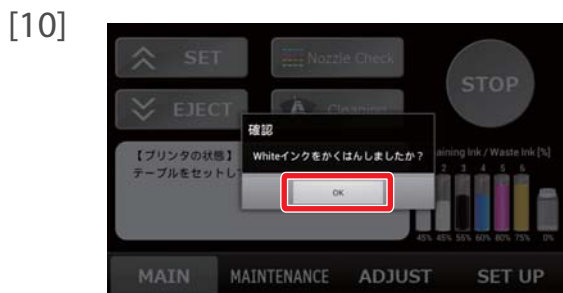 [10]
SET
Nozzle Check
STOP
EJECT
Cleaning
確認
Whiteインクをかくはんしましたか？
OK
【プリンタの状態】
テーブルをセットして
aining Ink / Waste Ink [%]
2 3 4 5 6
45% 45% 55% 60% 80% 75% 0%
MAIN MAINTENANCE ADJUST SET UP